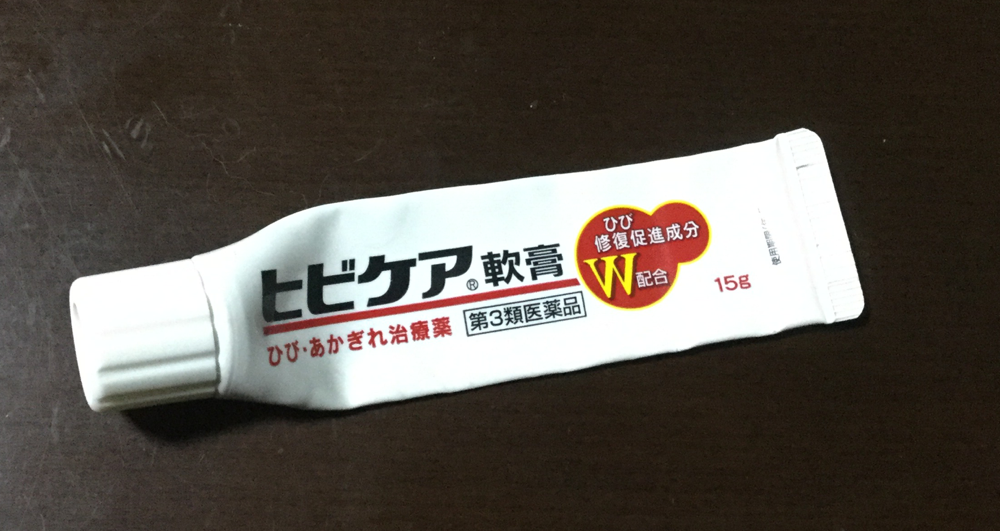 ヒビケア®軟膏
ひび・あかぎれ治療薬
第3類医薬品
ひび
修復促進成分
W配合
15g